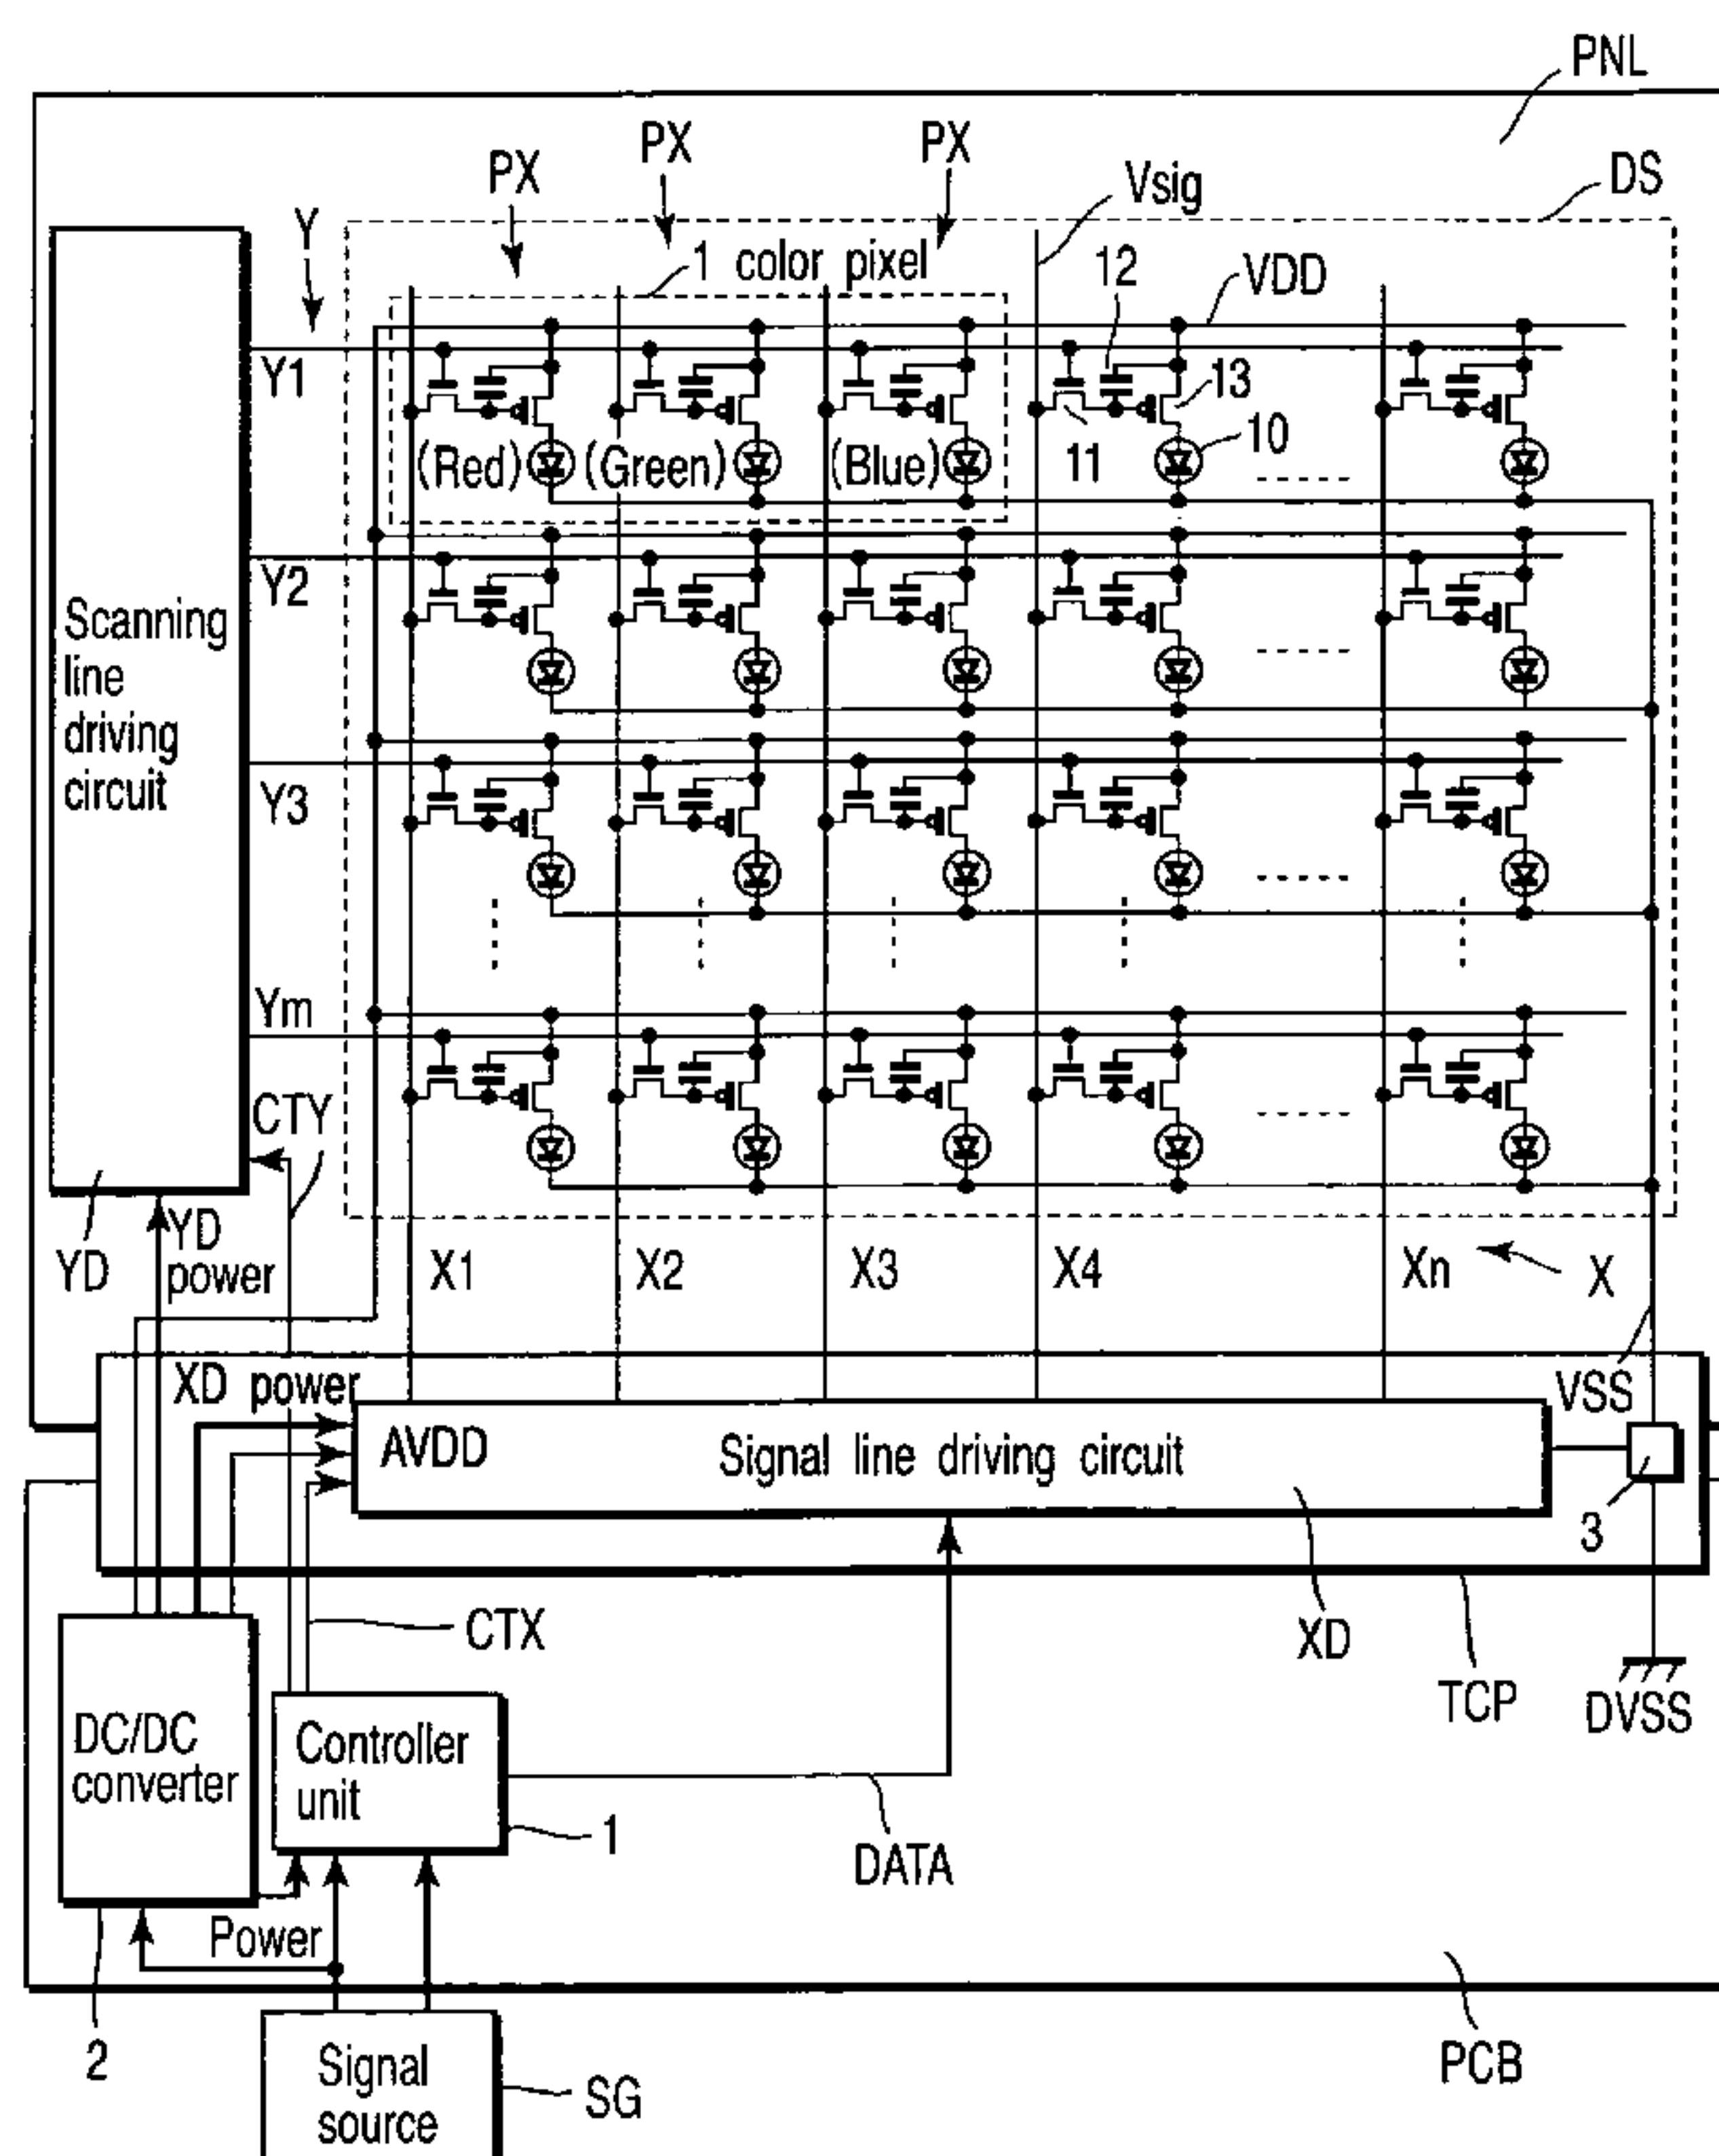 PNL
PX
PX
PX
Vsig
DS
Y
1 color pixel
12
VDD
Y1
13
(Red)
(Green)
(Blue)
11
10
Y2
Scanning
line
driving
circuit
Y3
Ym
CTY
YD
YD
power
X1
X2
X3
X4
Xn
X
XD power
VSS
AVDD
Signal line driving circuit
3
CTX
XD
TCP
DVSS
DC/DC
converter
Controller
unit
1
DATA
Power
2
Signal
source
SG
PCB